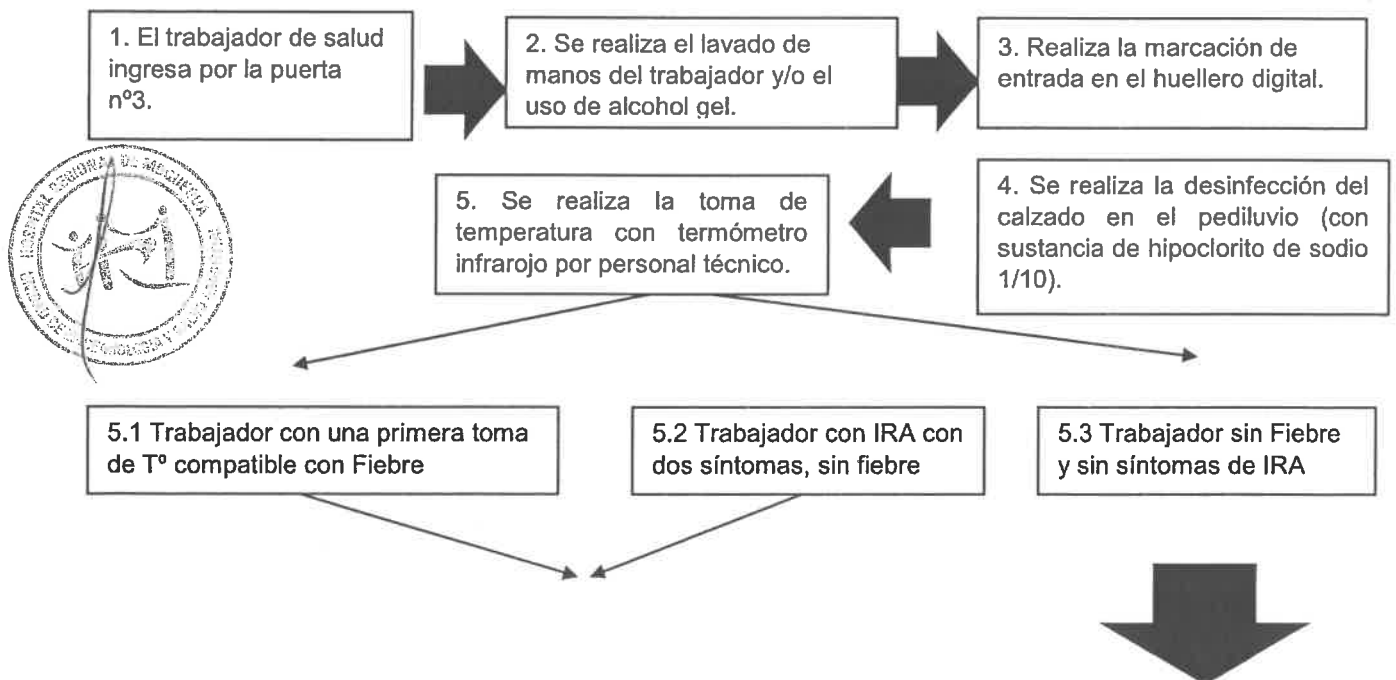 1. El trabajador de salud
ingresa por la puerta
nº3.
2. Se realiza el lavado de
manos del trabajador y/o el
uso de alcohol gel.
3. Realiza la marcación de
entrada en el huellero digital.
4. Se realiza la desinfección del
calzado en el pediluvio (con
sustancia de hipoclorito de sodio
1/10).
5. Se realiza la toma de
temperatura con termómetro
infrarojo por personal técnico.
HOSPITAL REGIONAL DE MOQUEGUA
5.1 Trabajador con una primera toma
de Tº compatible con Fiebre
5.2 Trabajador con IRA con
dos síntomas, sin fiebre
5.3 Trabajador sin Fiebre
y sin síntomas de IRA